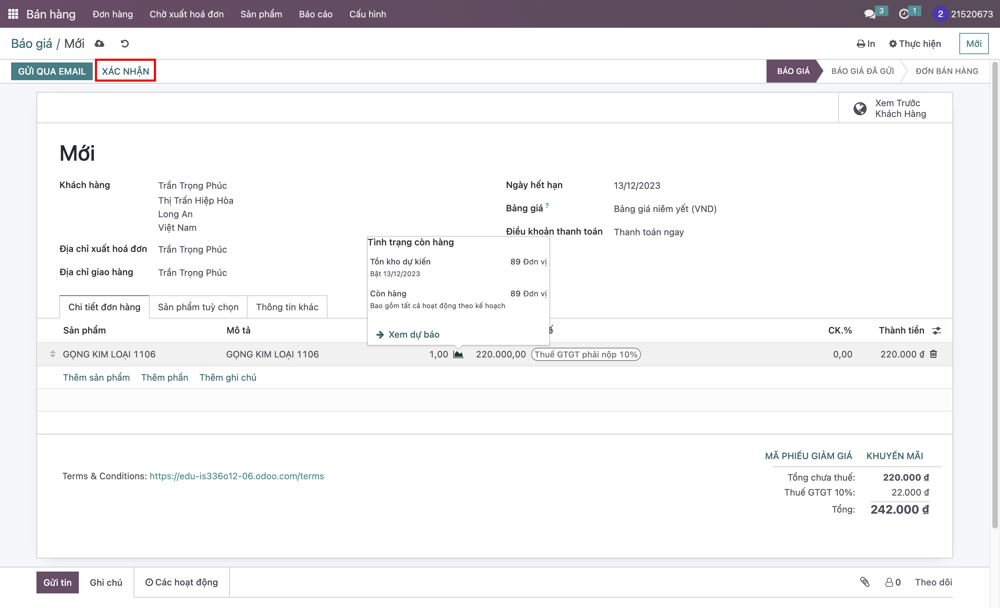 Bán hàng Đơn hàng Chờ xuất hoá đơn Sản phẩm Báo cáo Cấu hình 3 1 2 21520673
Báo giá / Mới In Thực hiện Mới
GỬI QUA EMAIL XÁC NHẬN BÁO GIÁ BÁO GIÁ ĐÃ GỬI ĐƠN BÁN HÀNG
Xem Trước
Khách Hàng
Mới
Khách hàng Trần Trọng Phúc
Thị Trấn Hiệp Hòa
Long An
Việt Nam
Địa chỉ xuất hoá đơn Trần Trọng Phúc
Địa chỉ giao hàng Trần Trọng Phúc
Ngày hết hạn 13/12/2023
Bảng giá ? Bảng giá niêm yết (VND)
Điều khoản thanh toán Thanh toán ngay
Tình trạng còn hàng
Tồn kho dự kiến 89 Đơn vị
Bật 13/12/2023
Còn hàng 89 Đơn vị
Bao gồm tất cả hoạt động theo kế hoạch
Xem dự báo
Chi tiết đơn hàng Sản phẩm tuỳ chọn Thông tin khác
Sản phẩm Mô tả CK.% Thành tiền
GỌNG KIM LOẠI 1106 GỌNG KIM LOẠI 1106 1,00 220.000,00 Thuế GTGT phải nộp 10% 0,00 220.000 ₫
Thêm sản phẩm Thêm phần Thêm ghi chú
MÃ PHIẾU GIẢM GIÁ KHUYẾN MÃI
Terms & Conditions: https://edu-is336o12-06.odoo.com/terms
Tổng chưa thuế: 220.000 ₫
Thuế GTGT 10%: 22.000 ₫
Tổng: 242.000 ₫
Gửi tin Ghi chú Các hoạt động 0 Theo dõi